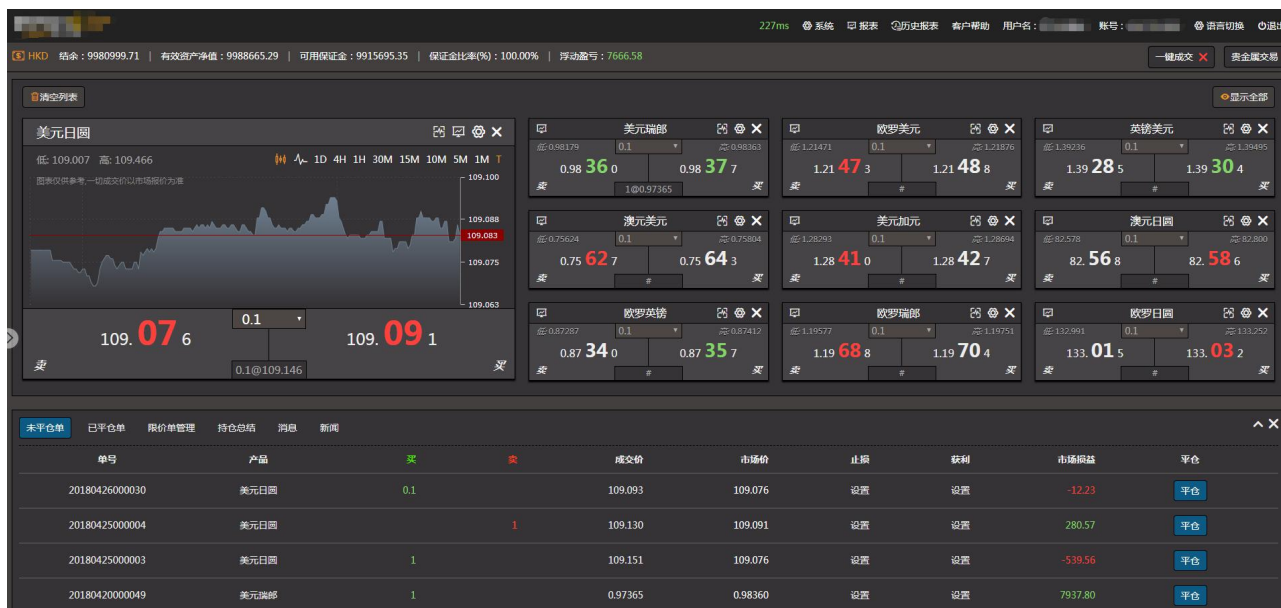 227ms 系统 报表 历史报表 客户帮助 用户名： 账号： 语言切换 退出
HKD 结余：9980999.71 | 有效资产净值：9988665.29 | 可用保证金：9915695.35 | 保证金比率(%)：100.00% | 浮动盈亏：7666.58 一键成交 贵金属交易
清空列表 显示全部
美元日圆
低: 109.007 高: 109.466 1D 4H 1H 30M 15M 10M 5M 1M T
图表仅供参考,一切成交价以市场报价为准
109.100
109.088
109.083
109.075
109.063
109. 07 6 0.1 109. 09 1
卖 0.1@109.146 买
美元瑞郎
低:0.98179 0.1 高:0.98363
0.98 36 0 0.98 37 7
卖 1@0.97365 买
欧罗美元
低:1.21471 0.1 高:1.21876
1.21 47 3 1.21 48 8
卖 # 买
英镑美元
低:1.39236 0.1 高:1.39495
1.39 28 5 1.39 30 4
卖 # 买
澳元美元
低:0.75624 0.1 高:0.75804
0.75 62 7 0.75 64 3
卖 # 买
美元加元
低:1.28293 0.1 高:1.28694
1.28 41 0 1.28 42 7
卖 # 买
澳元日圆
低:82.578 0.1 高:82.800
82. 56 8 82. 58 6
卖 # 买
欧罗英镑
低:0.87287 0.1 高:0.87412
0.87 34 0 0.87 35 7
卖 # 买
欧罗瑞郎
低:1.19577 0.1 高:1.19751
1.19 68 8 1.19 70 4
卖 # 买
欧罗日圆
低:132.991 0.1 高:133.252
133. 01 5 133. 03 2
卖 # 买
未平仓单 已平仓单 限价单管理 持仓总结 消息 新闻
单号 产品 买 卖 成交价 市场价 止损 获利 市场损益 平仓
20180426000030 美元日圆 0.1 109.093 109.076 设置 设置 -12.23 平仓
20180425000004 美元日圆 1 109.130 109.091 设置 设置 280.57 平仓
20180425000003 美元日圆 1 109.151 109.076 设置 设置 -539.56 平仓
20180420000049 美元瑞郎 1 0.97365 0.98360 设置 设置 7937.80 平仓